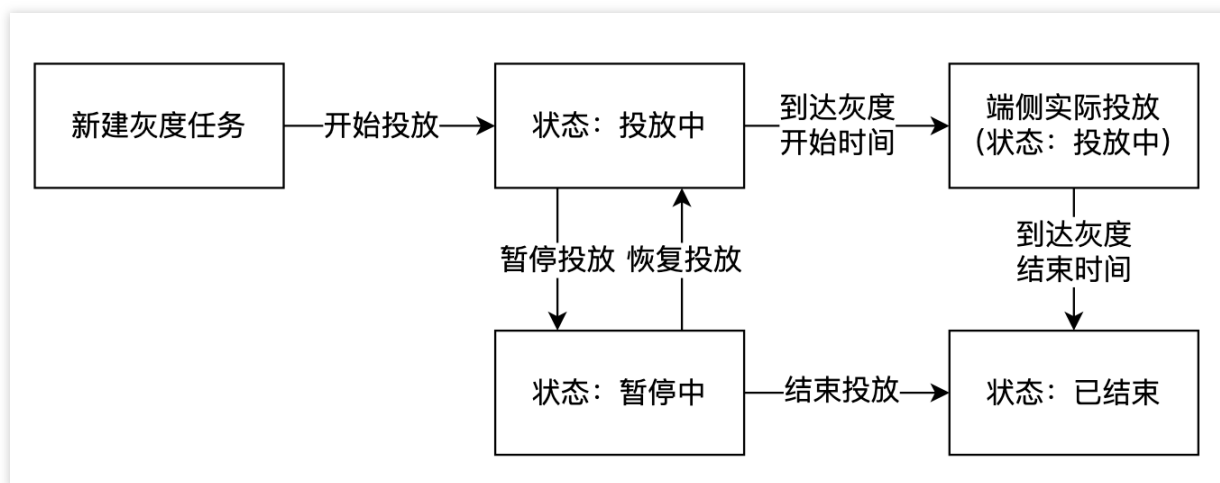 新建灰度任务
开始投放
状态：投放中
到达灰度
开始时间
端侧实际投放
（状态：投放中）
暂停投放
恢复投放
到达灰度
结束时间
状态：暂停中
结束投放
状态：已结束